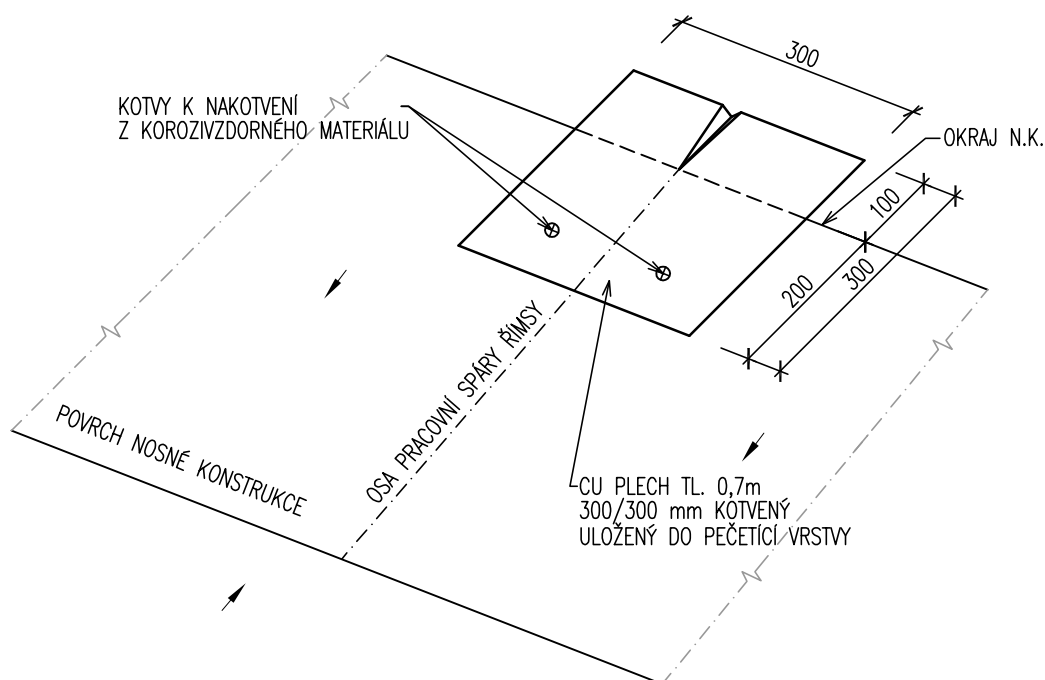 300
KOTVY K NAKOTVENÍ
Z KOROZIVZDORNÉHO MATERIÁLU
OKRAJ N.K.
100
200
300
OSA PRACOVNÍ SPÁRY ŘÍMSY
POVRCH NOSNÉ KONSTRUKCE
CU PLECH TL. 0,7m
300/300 mm KOTVENÝ
ULOŽENÝ DO PEČETÍCÍ VRSTVY